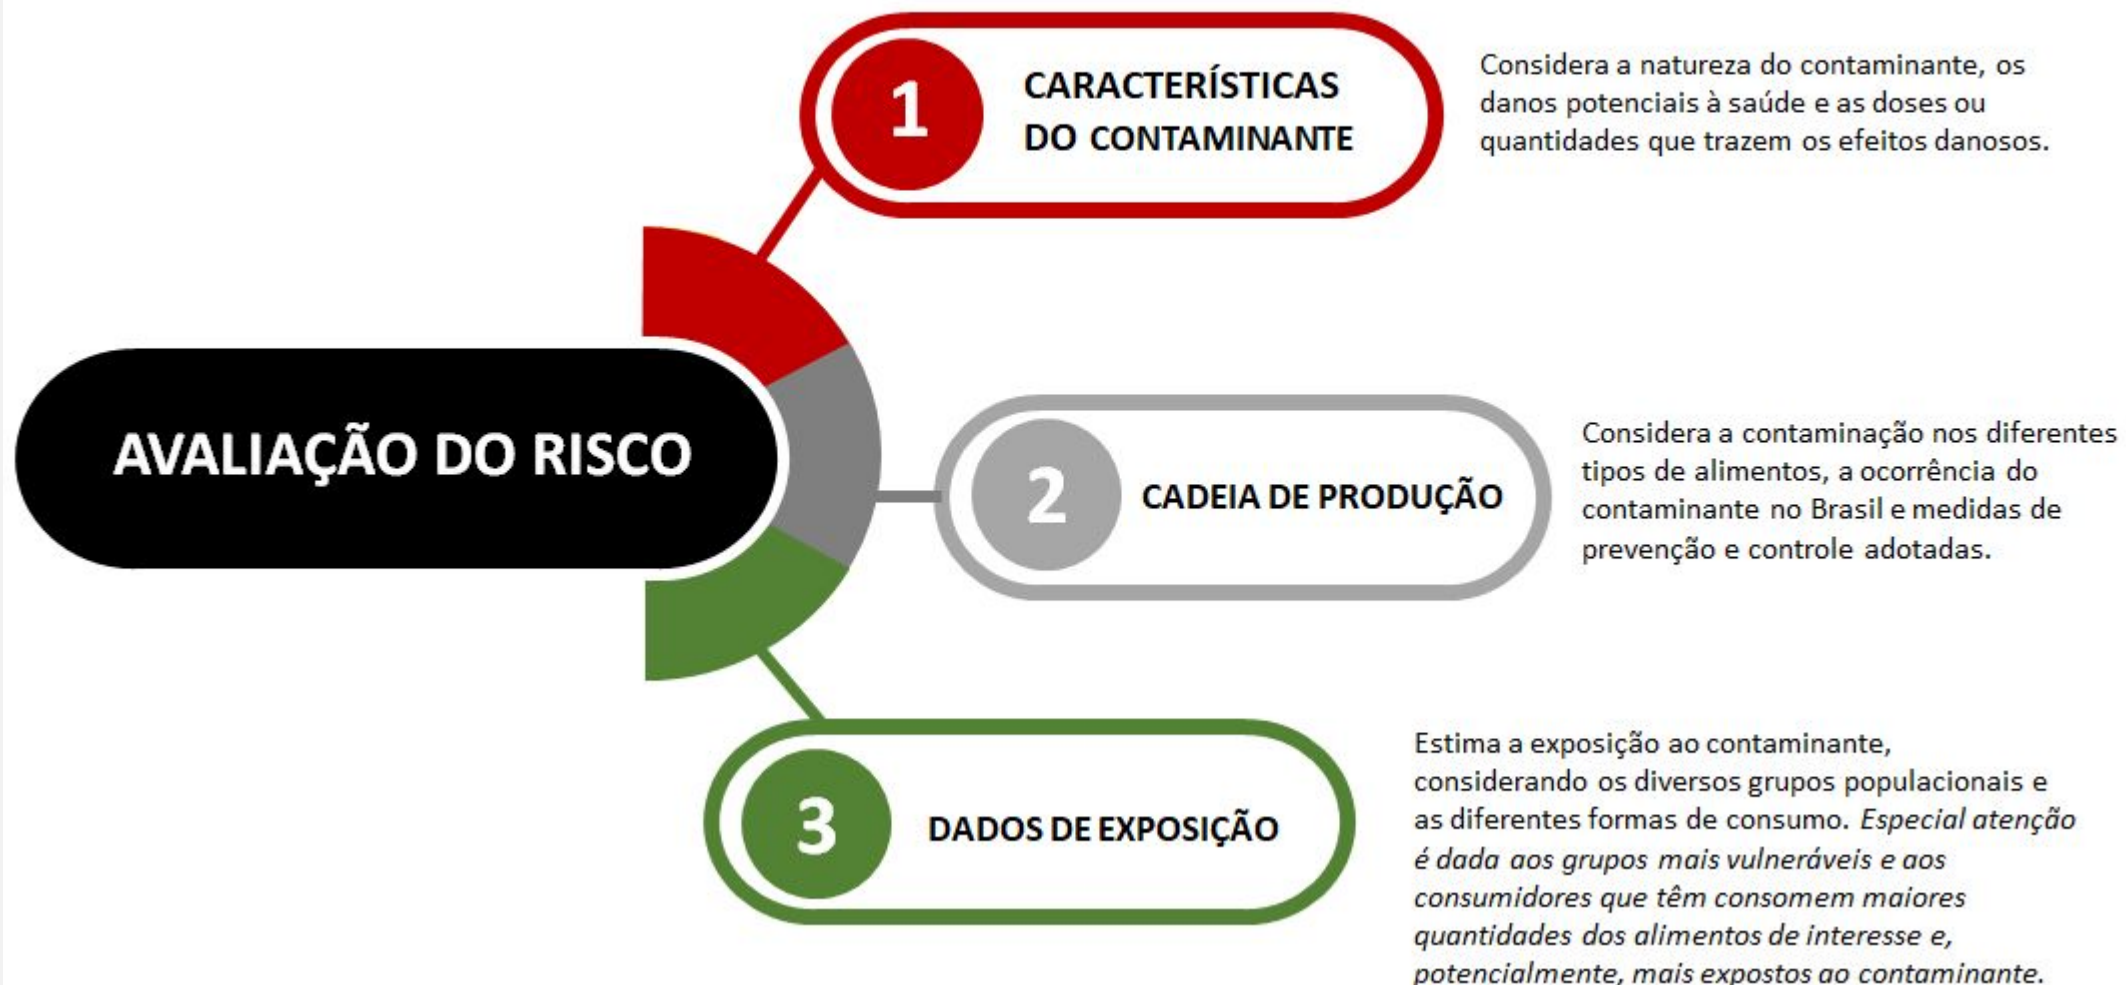 AVALIAÇÃO DO RISCO
1
CARACTERÍSTICAS
DO CONTAMINANTE
Considera a natureza do contaminante, os
danos potenciais à saúde e as doses ou
quantidades que trazem os efeitos danosos.
2
CADEIA DE PRODUÇÃO
Considera a contaminação nos diferentes
tipos de alimentos, a ocorrência do
contaminante no Brasil e medidas de
prevenção e controle adotadas.
3
DADOS DE EXPOSIÇÃO
Estima a exposição ao contaminante,
considerando os diversos grupos populacionais e
as diferentes formas de consumo. Especial atenção
é dada aos grupos mais vulneráveis e aos
consumidores que têm consomem maiores
quantidades dos alimentos de interesse e,
potencialmente, mais expostos ao contaminante.